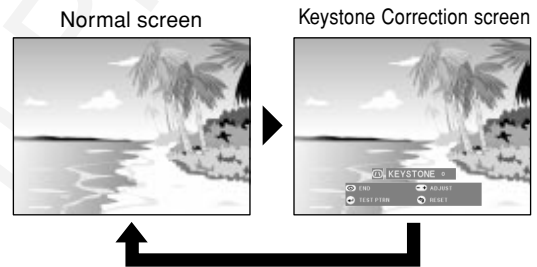 Normal screen
Keystone Correction screen
KEYSTONE 0
END ADJUST
TEST PTRN RESET